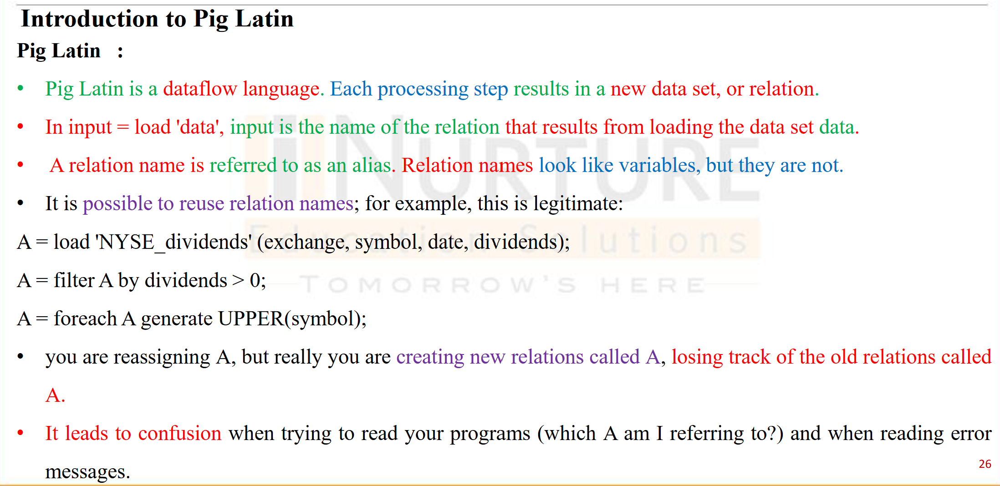 Introduction to Pig Latin
Pig Latin :
• Pig Latin is a dataflow language. Each processing step results in a new data set, or relation.
• In input = load 'data', input is the name of the relation that results from loading the data set data.
• A relation name is referred to as an alias. Relation names look like variables, but they are not.
• It is possible to reuse relation names; for example, this is legitimate:
A = load 'NYSE_dividends' (exchange, symbol, date, dividends);
A = filter A by dividends > 0;
A = foreach A generate UPPER(symbol);
• you are reassigning A, but really you are creating new relations called A, losing track of the old relations called
A.
• It leads to confusion when trying to read your programs (which A am I referring to?) and when reading error
messages.
26
iNURTURE
Education Solutions
TOMORROW'S HERE